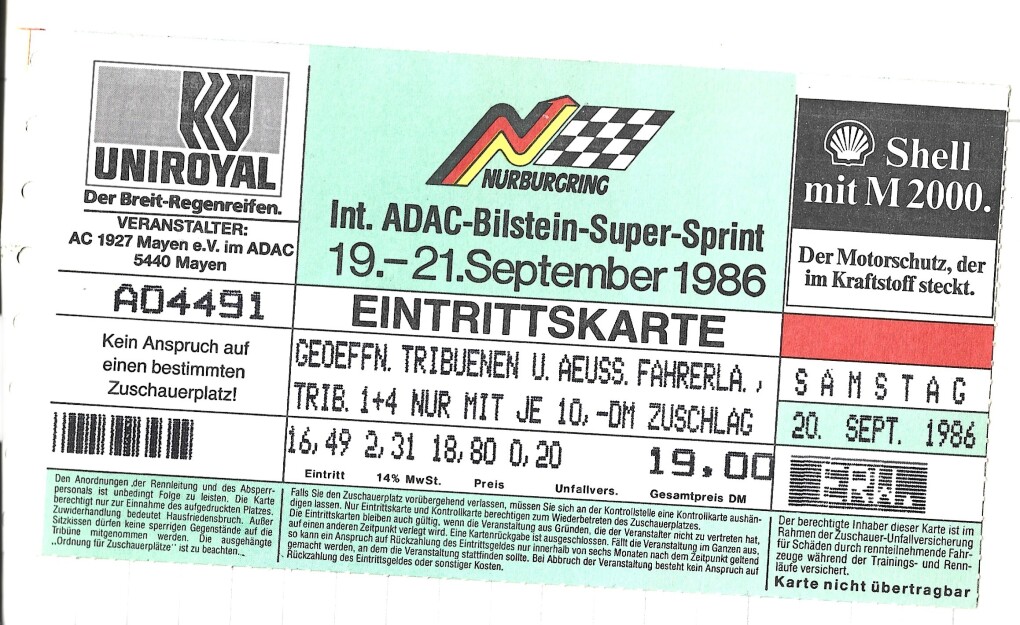 UNIROYAL
Der Breit-Regenreifen.
VERANSTALTER:
AC 1927 Mayen e.V. im ADAC
5440 Mayen
A04491
Kein Anspruch auf
einen bestimmten
Zuschauerplatz!
NÜRBURGRING
Int. ADAC-Bilstein-Super-Sprint
19.–21.September 1986
EINTRITTSKARTE
GEOEFFN. TRIBUENEN U. AEUSS. FAHRERLA.,
TRIB. 1+4 NUR MIT JE 10,-DM ZUSCHLAG
16,49 2,31 18,80 0,20 19,00
Eintritt 14% MwSt. Preis Unfallvers. Gesamtpreis DM
Shell
mit M 2000.
Der Motorschutz, der
im Kraftstoff steckt.
SAMSTAG
20. SEPT. 1986
ERW.
Den Anordnungen der Rennleitung und des Absperr-
personals ist unbedingt Folge zu leisten. Die Karte
berechtigt nur zur Einnahme des aufgedruckten Platzes.
Zuwiderhandlung bedeutet Hausfriedensbruch. Außer
Sitzkissen dürfen keine sperrigen Gegenstände auf die
Tribüne mitgenommen werden. Die ausgehängte
„Ordnung für Zuschauerplätze“ ist zu beachten.
Falls Sie den Zuschauerplatz vorübergehend verlassen, müssen Sie sich an der Kontrollstelle eine Kontrollkarte aushän-
digen lassen. Nur Eintrittskarte und Kontrollkarte berechtigen zum Wiederbetreten des Zuschauerplatzes.
Die Eintrittskarten bleiben auch gültig, wenn die Veranstaltung aus Gründen, die der Veranstalter nicht zu vertreten hat,
auf einen anderen Zeitpunkt verlegt wird. Eine Kartenrückgabe ist ausgeschlossen. Fällt die Veranstaltung im Ganzen aus,
so kann ein Anspruch auf Rückzahlung des Eintrittsgeldes nur innerhalb von sechs Monaten nach dem Zeitpunkt geltend
gemacht werden, an dem die Veranstaltung stattfinden sollte. Bei Abbruch der Veranstaltung besteht kein Anspruch auf
Rückzahlung des Eintrittsgeldes oder sonstiger Kosten.
Der berechtigte Inhaber dieser Karte ist im
Rahmen der Zuschauer-Unfallversicherung
für Schäden durch rennteilnehmende Fahr-
zeuge während der Trainings- und Renn-
läufe versichert.
Karte nicht übertragbar